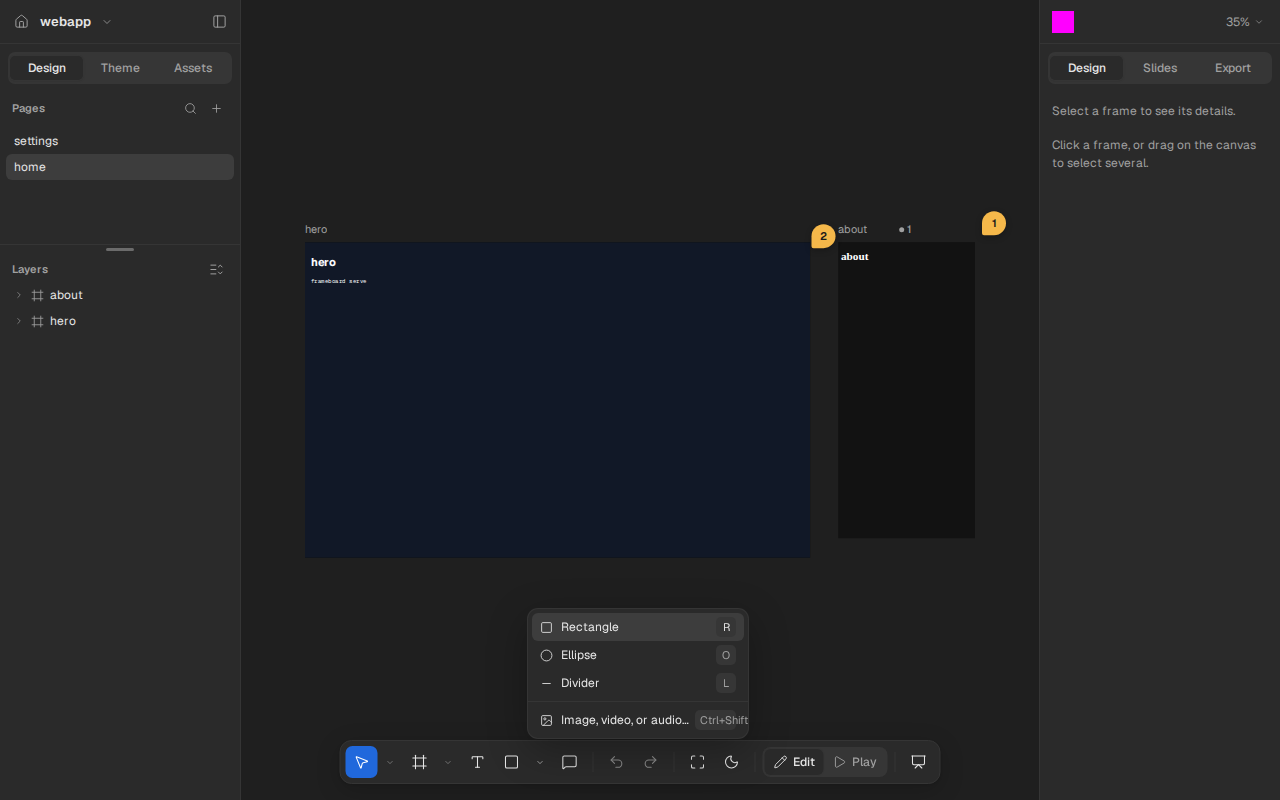 webapp
35%
Design Theme Assets
Design Slides Export
Pages
settings
home
Select a frame to see its details.
Click a frame, or drag on the canvas
to select several.
hero
2
about
1
1
hero
frameboard serve
about
Layers
about
hero
Rectangle R
Ellipse O
Divider L
Image, video, or audio... Ctrl+Shift
Edit Play